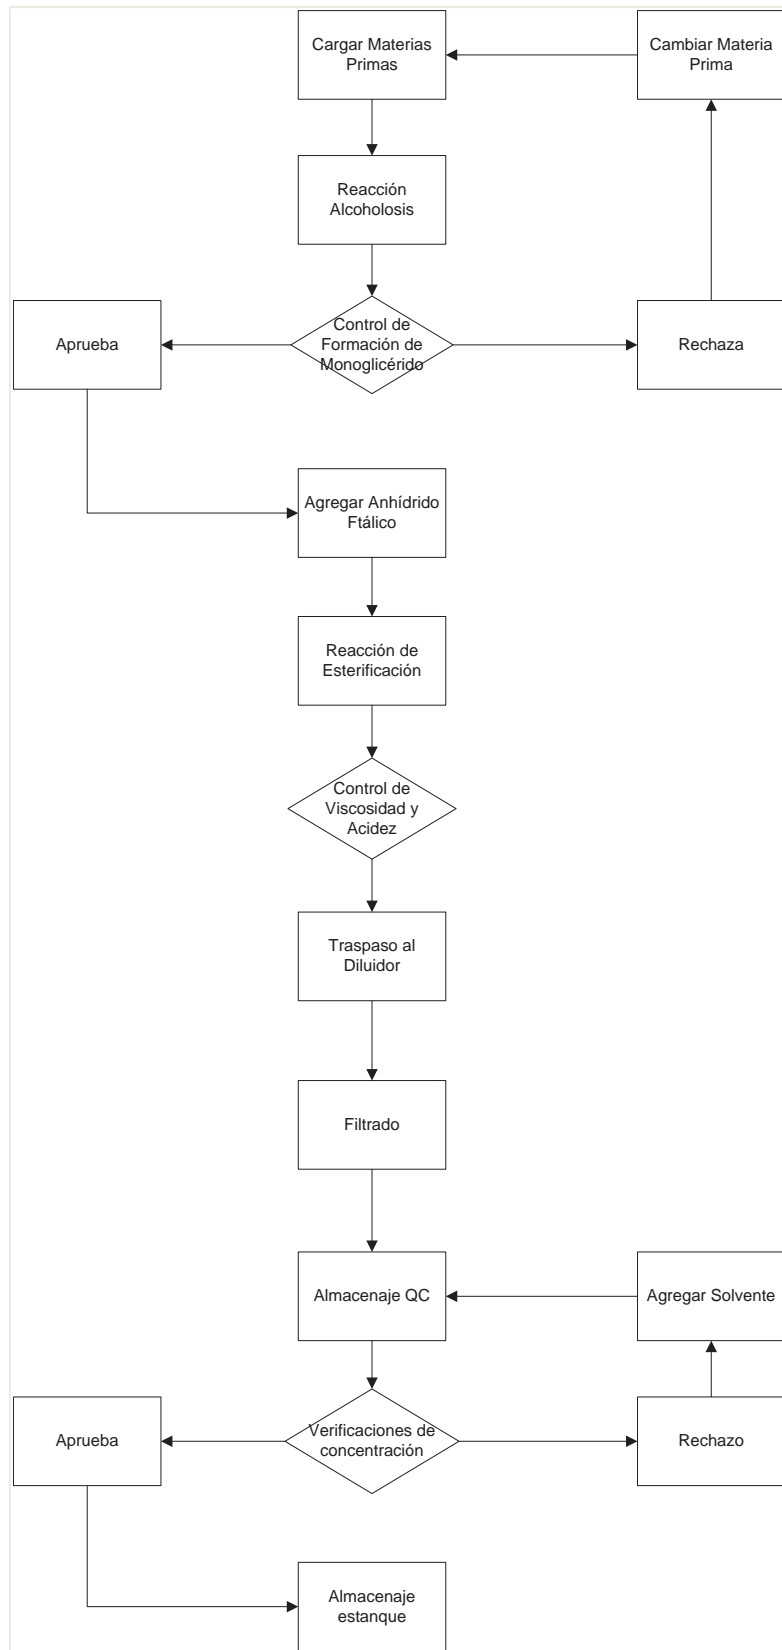 Cargar Materias
Primas
Cambiar Materia
Prima
Reacción
Alcoholosis
Aprueba
Control de
Formación de
Monoglicérido
Rechaza
Agregar Anhídrido
Ftálico
Reacción de
Esterificación
Control de
Viscosidad y
Acidez
Traspaso al
Diluidor
Filtrado
Almacenaje QC
Agregar Solvente
Aprueba
Verificaciones de
concentración
Rechazo
Almacenaje
estanque